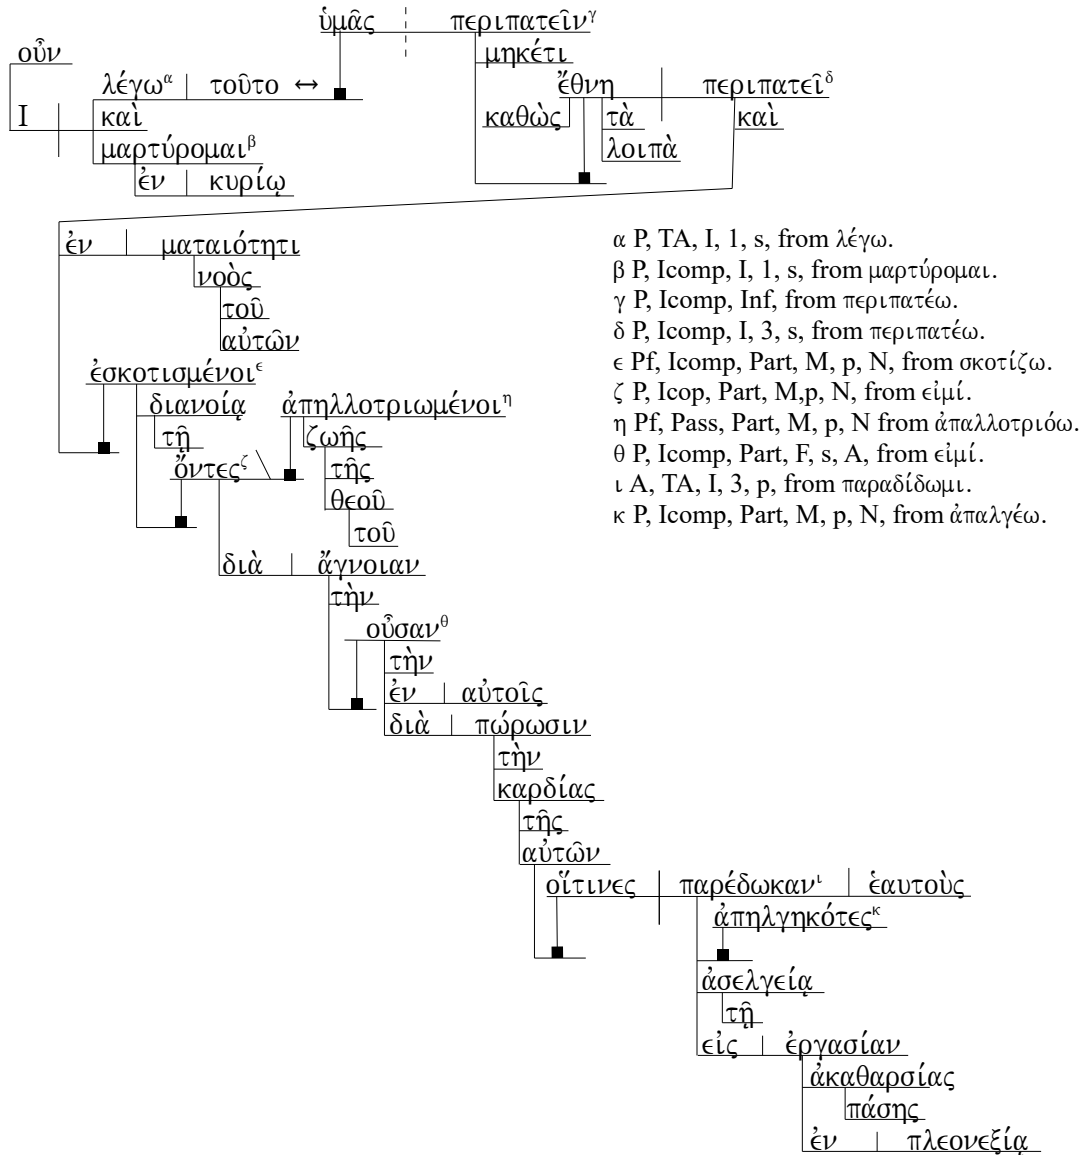 ὑμᾶς περιπατεῖνᵞ
οὖν
μηκέτι
λέγωᵅ τοῦτο ↔
ἔθνη περιπατεῖᵟ
I
καὶ
καθὼς τὰ καὶ
μαρτύρομαιᵝ
λοιπὰ
ἐν κυρίῳ
ἐν ματαιότητι
νοὸς
τοῦ
αὐτῶν
ἐσκοτισμένοιᵋ
διανοίᾳ
τῇ
ἀπηλλοτριωμένοιη
ζωῆς
ὄντεςζ
τῆς
θεοῦ
τοῦ
διὰ ἄγνοιαν
τὴν
οὖσανᶿ
τὴν
ἐν αὐτοῖς
διὰ πώρωσιν
τὴν
καρδίας
τῆς
αὐτῶν
οἵτινες παρέδωκανᶥ ἑαυτοὺς
ἀπηλγηκότεςκ
ἀσελγείᾳ
τῇ
εἰς ἐργασίαν
ἀκαθαρσίας
πάσης
ἐν πλεονεξίᾳ
α P, TA, I, 1, s, from λέγω.
β P, Icomp, I, 1, s, from μαρτύρομαι.
γ P, Icomp, Inf, from περιπατέω.
δ P, Icomp, I, 3, s, from περιπατέω.
ϵ Pf, Icomp, Part, M, p, N, from σκοτίζω.
ζ P, Icop, Part, M,p, N, from εἰμί.
η Pf, Pass, Part, M, p, N from ἀπαλλοτριόω.
θ P, Icomp, Part, F, s, A, from εἰμί.
ι A, TA, I, 3, p, from παραδίδωμι.
κ P, Icomp, Part, M, p, N, from ἀπαλγέω.